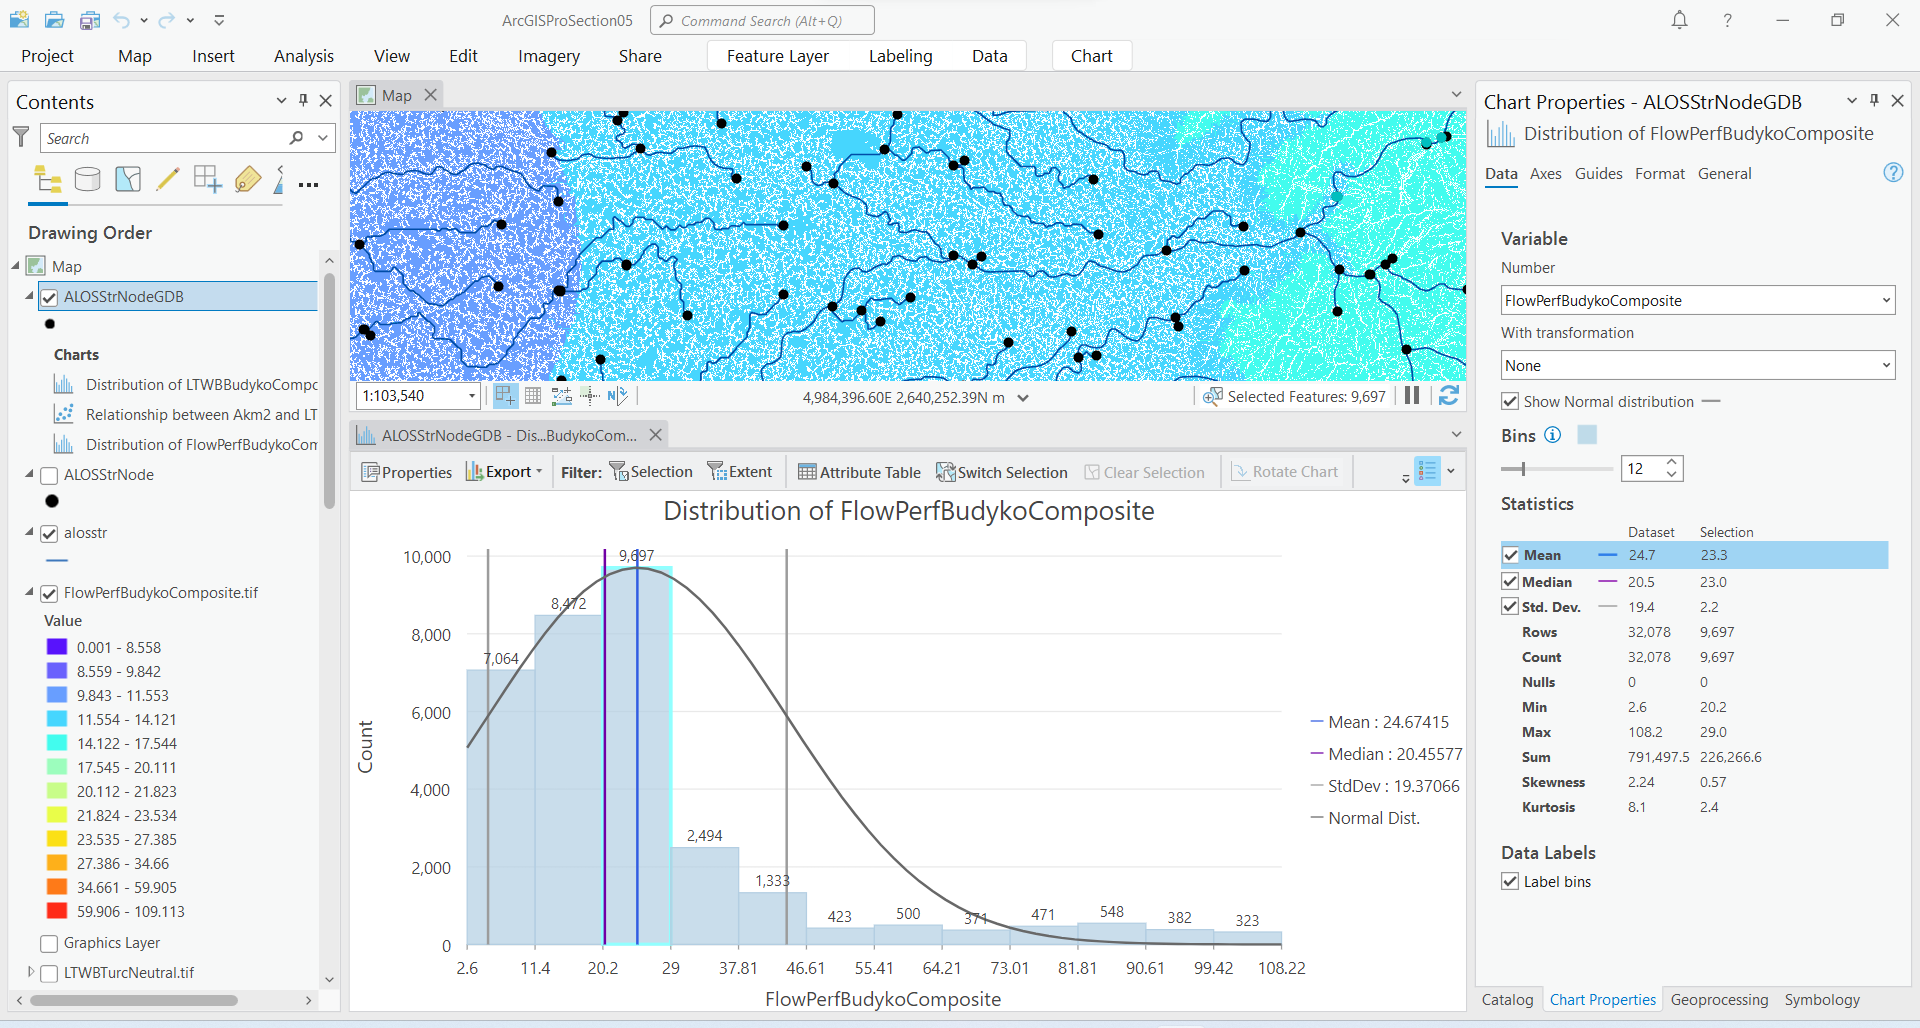 ArcGISProSection05
Command Search (Alt+Q)
?
Project Map Insert Analysis View Edit Imagery Share Feature Layer Labeling Data Chart
Contents
Search
Drawing Order
Map
ALOSStrNodeGDB
Charts
Distribution of LTWBBudykoCompo
Relationship between Akm2 and LT
Distribution of FlowPerfBudykoCom
ALOSStrNode
alosstr
FlowPerfBudykoComposite.tif
Value
0.001 - 8.558
8.559 - 9.842
9.843 - 11.553
11.554 - 14.121
14.122 - 17.544
17.545 - 20.111
20.112 - 21.823
21.824 - 23.534
23.535 - 27.385
27.386 - 34.66
34.661 - 59.905
59.906 - 109.113
Graphics Layer
LTWBTurcNeutral.tif
Map
1:103,540
N
4,984,396.60E 2,640,252.39N m
Selected Features: 9,697
ALOSStrNodeGDB - Dis...BudykoCom...
Properties Export Filter: Selection Extent Attribute Table Switch Selection Clear Selection Rotate Chart
Distribution of FlowPerfBudykoComposite
Count
10,000
8,000
6,000
4,000
2,000
0
7,064
8,472
9,697
2,494
1,333
423
500
371
471
548
382
323
2.6 11.4 20.2 29 37.81 46.61 55.41 64.21 73.01 81.81 90.61 99.42 108.22
FlowPerfBudykoComposite
Mean : 24.67415
Median : 20.45577
StdDev : 19.37066
Normal Dist.
Chart Properties - ALOSStrNodeGDB
Distribution of FlowPerfBudykoComposite
Data Axes Guides Format General
?
Variable
Number
FlowPerfBudykoComposite
With transformation
None
Show Normal distribution
Bins
12
Statistics
Dataset Selection
Mean 24.7 23.3
Median 20.5 23.0
Std. Dev. 19.4 2.2
Rows 32,078 9,697
Count 32,078 9,697
Nulls 0 0
Min 2.6 20.2
Max 108.2 29.0
Sum 791,497.5 226,266.6
Skewness 2.24 0.57
Kurtosis 8.1 2.4
Data Labels
Label bins
Catalog Chart Properties Geoprocessing Symbology